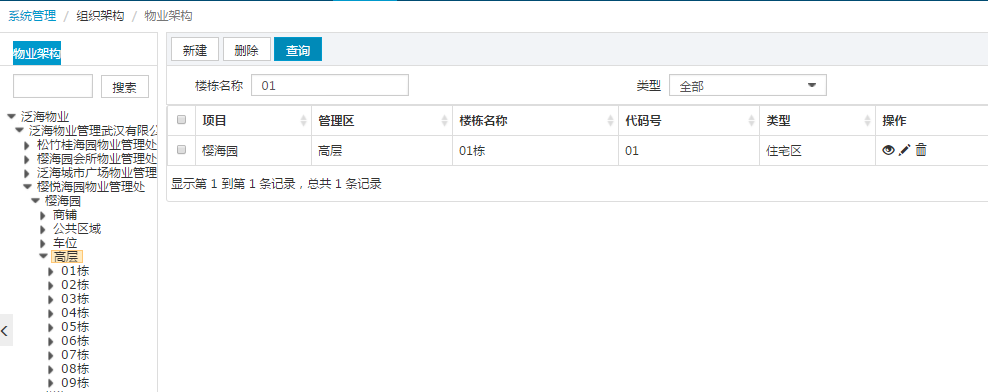 系统管理 / 组织架构 / 物业架构
物业架构
搜索
泛海物业
泛海物业管理武汉有限公
松竹桂海园物业管理处
樱海园会所物业管理处
泛海城市广场物业管理
樱悦海园物业管理处
樱海园
商铺
公共区域
车位
高层
01栋
02栋
03栋
04栋
05栋
06栋
07栋
08栋
09栋
新建 删除 查询
楼栋名称 01 类型 全部
项目 管理区 楼栋名称 代码号 类型 操作
樱海园 高层 01栋 01 住宅区
显示第 1 到第 1 条记录，总共 1 条记录